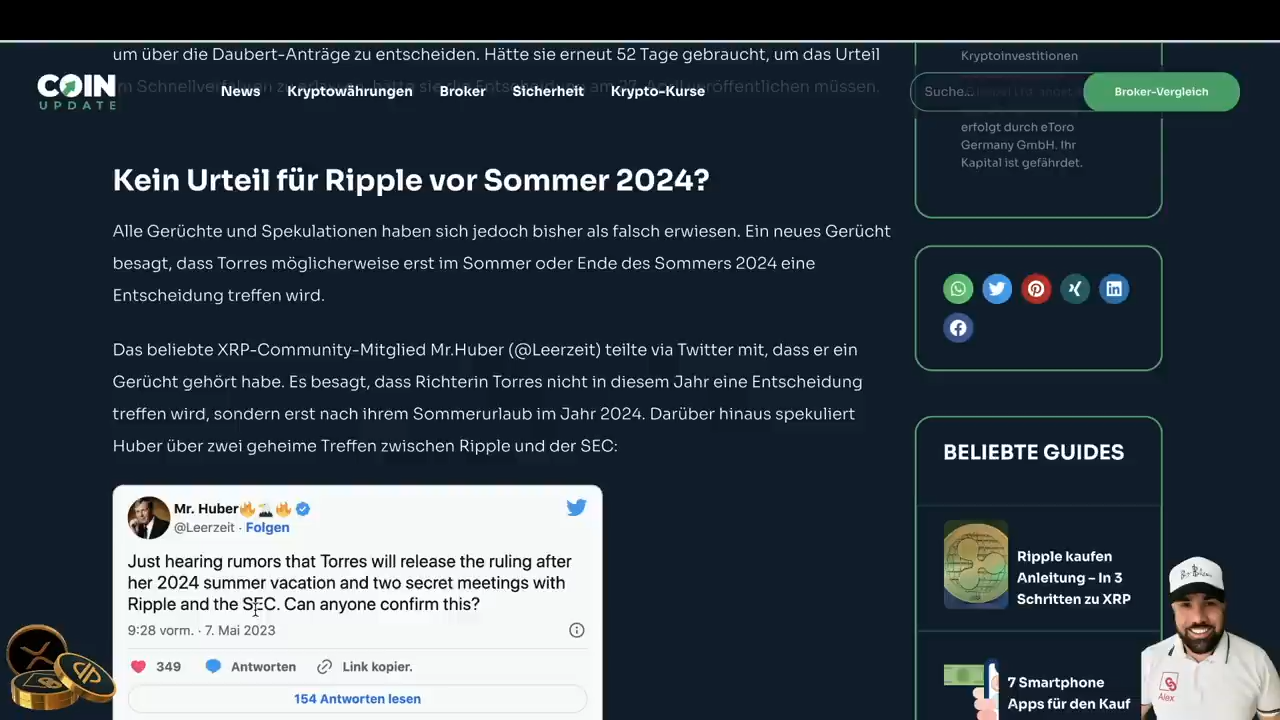 um über die Daubert-Anträge zu entscheiden. Hätte sie erneut 52 Tage gebraucht, um das Urteil
COIN
UPDATE
News
Kryptowährungen
Broker
Sicherheit
Krypto-Kurse
Kein Urteil für Ripple vor Sommer 2024?
Alle Gerüchte und Spekulationen haben sich jedoch bisher als falsch erwiesen. Ein neues Gerücht
besagt, dass Torres möglicherweise erst im Sommer oder Ende des Sommers 2024 eine
Entscheidung treffen wird.
Das beliebte XRP-Community-Mitglied Mr.Huber (@Leerzeit) teilte via Twitter mit, dass er ein
Gerücht gehört habe. Es besagt, dass Richterin Torres nicht in diesem Jahr eine Entscheidung
treffen wird, sondern erst nach ihrem Sommerurlaub im Jahr 2024. Darüber hinaus spekuliert
Huber über zwei geheime Treffen zwischen Ripple und der SEC:
Mr. Huber
@Leerzeit · Folgen
Just hearing rumors that Torres will release the ruling after
her 2024 summer vacation and two secret meetings with
Ripple and the SEC. Can anyone confirm this?
9:28 vorm. · 7. Mai 2023
349
Antworten
Link kopier.
154 Antworten lesen
Kryptoinvestitionen
Suche...
Broker-Vergleich
erfolgt durch eToro
Germany GmbH. Ihr
Kapital ist gefährdet.
BELIEBTE GUIDES
Ripple kaufen
Anleitung – In 3
Schritten zu XRP
7 Smartphone
Apps für den Kauf
Alex